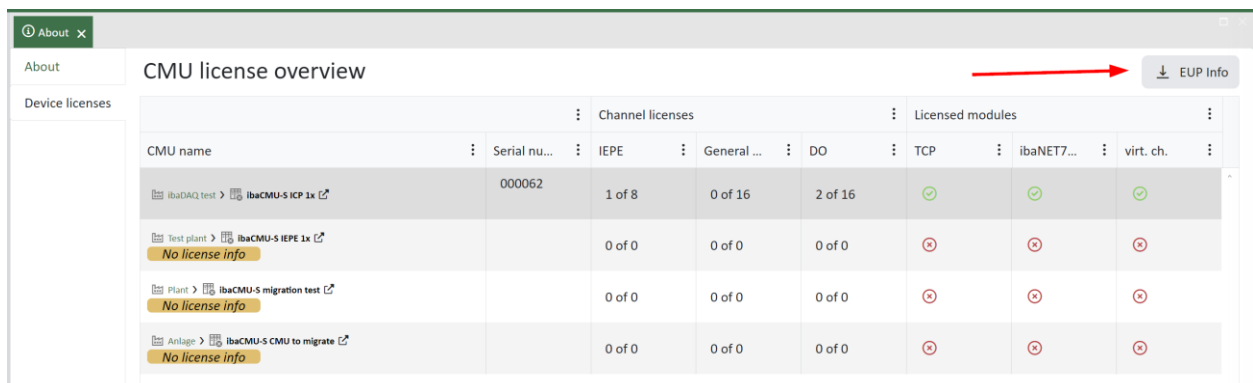 About
About
CMU license overview
EUP Info
Device licenses
Channel licenses
Licensed modules
CMU name
Serial nu...
IEPE
General ...
DO
TCP
ibaNET7...
virt. ch.
ibaDAQ test > ibaCMU-S ICP 1x
000062
1 of 8
0 of 16
2 of 16
Test plant > ibaCMU-S IEPE 1x
No license info
0 of 0
0 of 0
0 of 0
Plant > ibaCMU-S migration test
No license info
0 of 0
0 of 0
0 of 0
Anlage > ibaCMU-S CMU to migrate
No license info
0 of 0
0 of 0
0 of 0